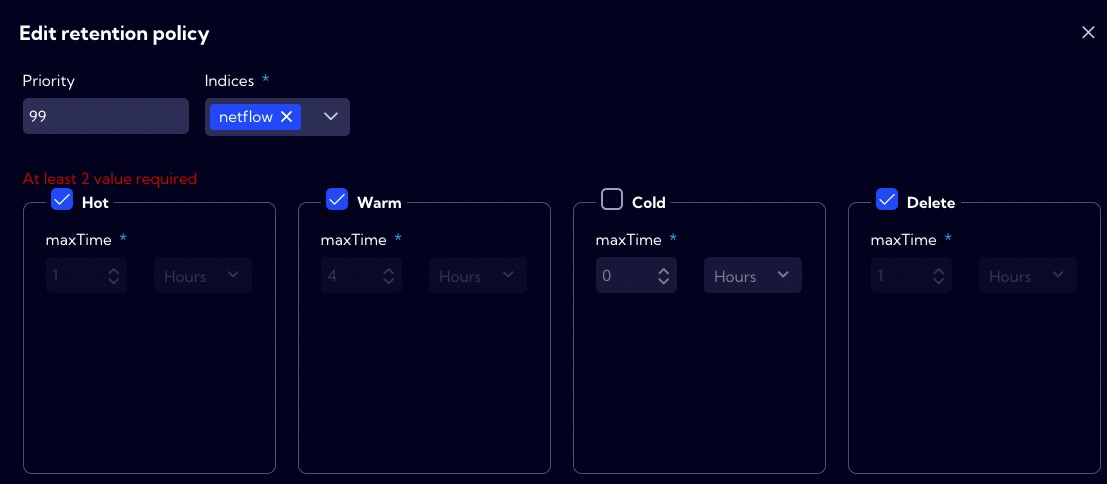 Edit retention policy
Priority Indices *
99 netflow
At least 2 value required
Hot Warm Cold Delete
maxTime * maxTime * maxTime * maxTime *
1 Hours 4 Hours 0 Hours 1 Hours